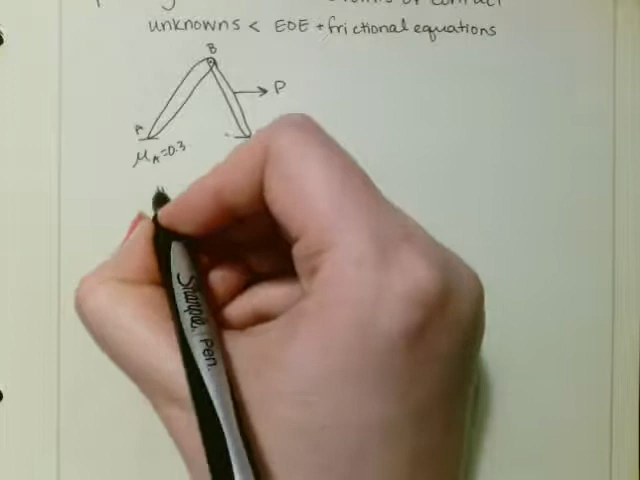 unknowns < EOE + frictional equations
B
P
A
μA=0.3
Sharpie. PEN.